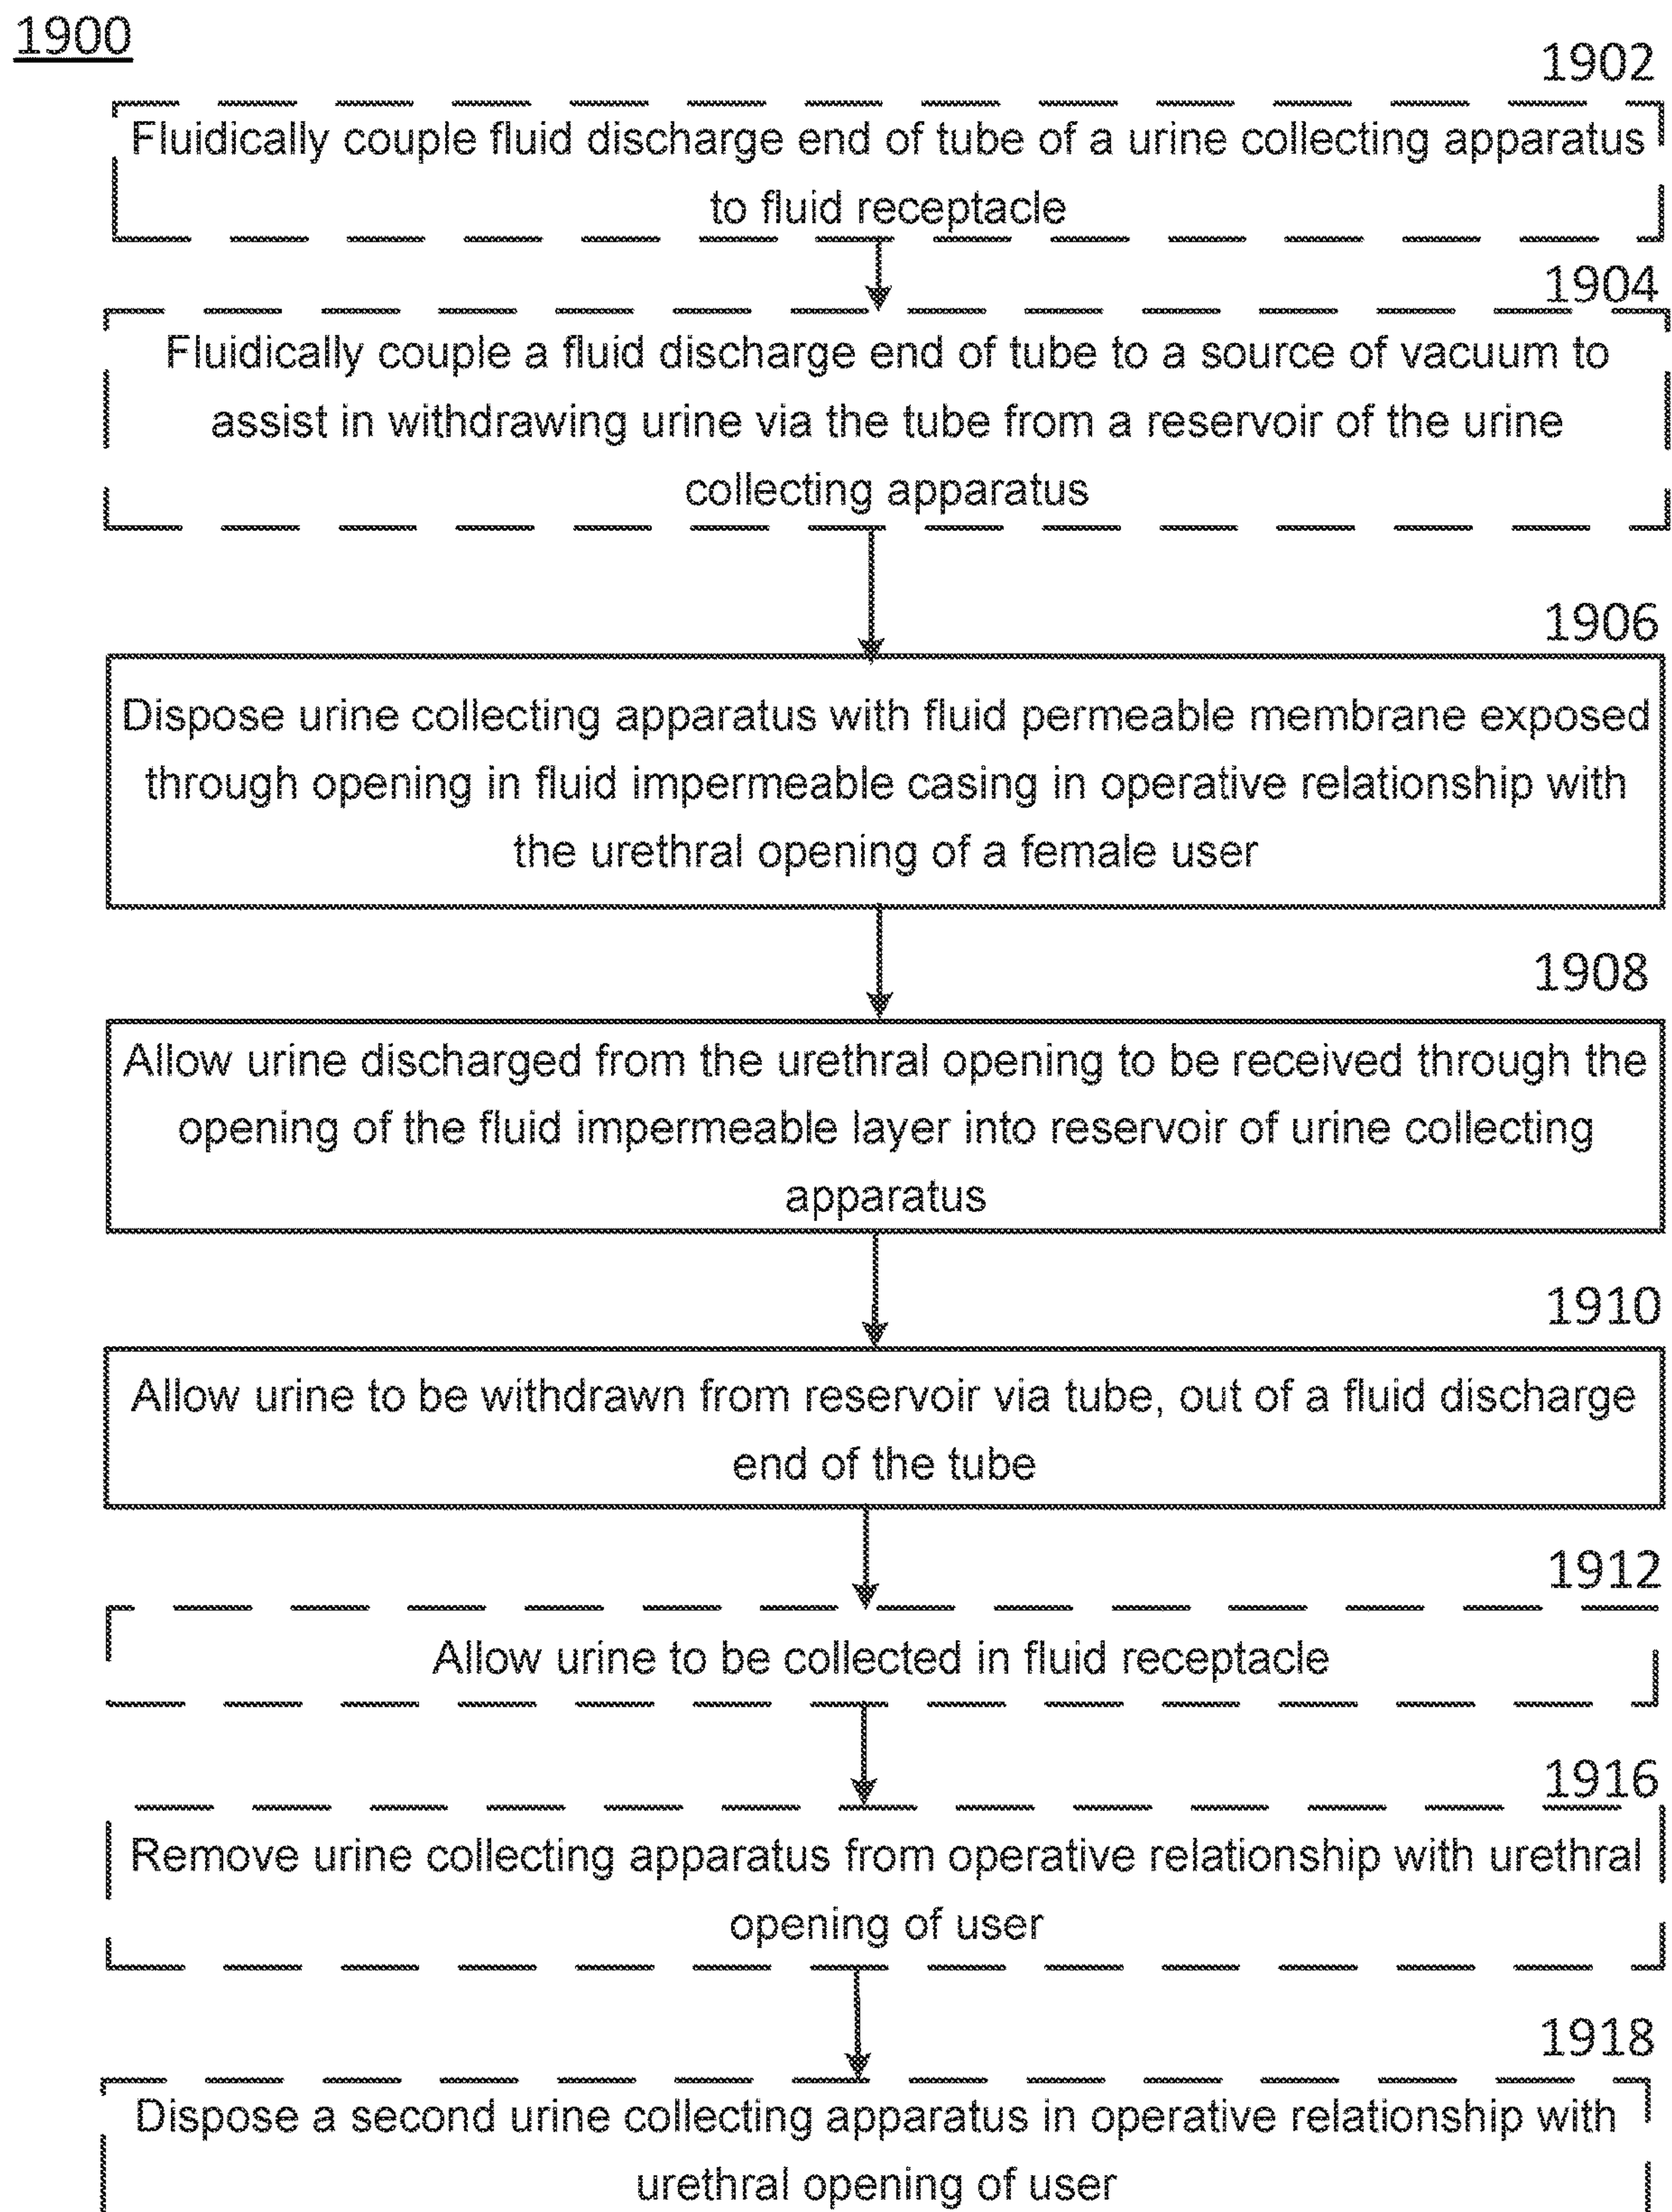 1900
1902
Fluidically couple fluid discharge end of tube of a urine collecting apparatus
to fluid receptacle
1904
Fluidically couple a fluid discharge end of tube to a source of vacuum to
assist in withdrawing urine via the tube from a reservoir of the urine
collecting apparatus
1906
Dispose urine collecting apparatus with fluid permeable membrane exposed
through opening in fluid impermeable casing in operative relationship with
the urethral opening of a female user
1908
Allow urine discharged from the urethral opening to be received through the
opening of the fluid impermeable layer into reservoir of urine collecting
apparatus
1910
Allow urine to be withdrawn from reservoir via tube, out of a fluid discharge
end of the tube
1912
Allow urine to be collected in fluid receptacle
1916
Remove urine collecting apparatus from operative relationship with urethral
opening of user
1918
Dispose a second urine collecting apparatus in operative relationship with
urethral opening of user